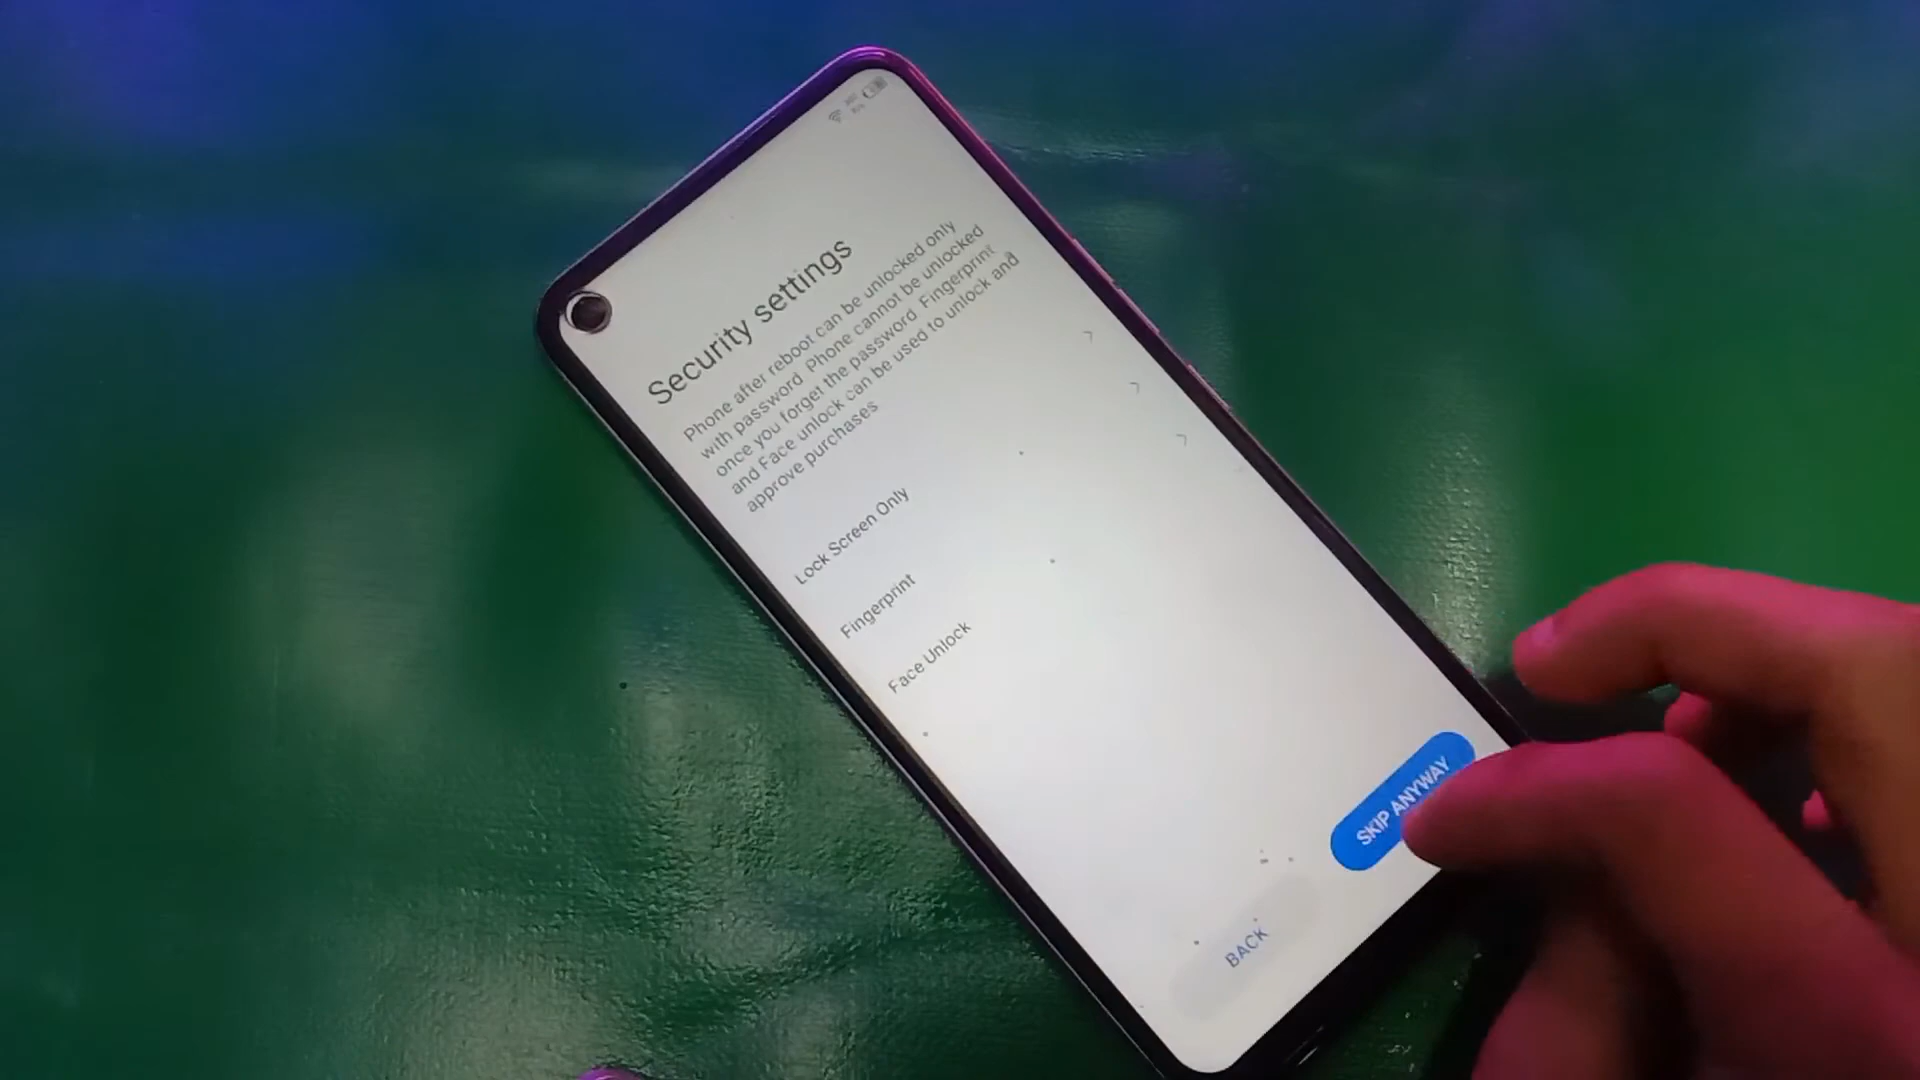 Security settings
Phone after reboot can be unlocked only
with password. Phone cannot be unlocked
once you forget the password. Fingerprint
and Face unlock can be used to unlock and
approve purchases
Lock Screen Only
Fingerprint
Face Unlock
SKIP ANYWAY
BACK